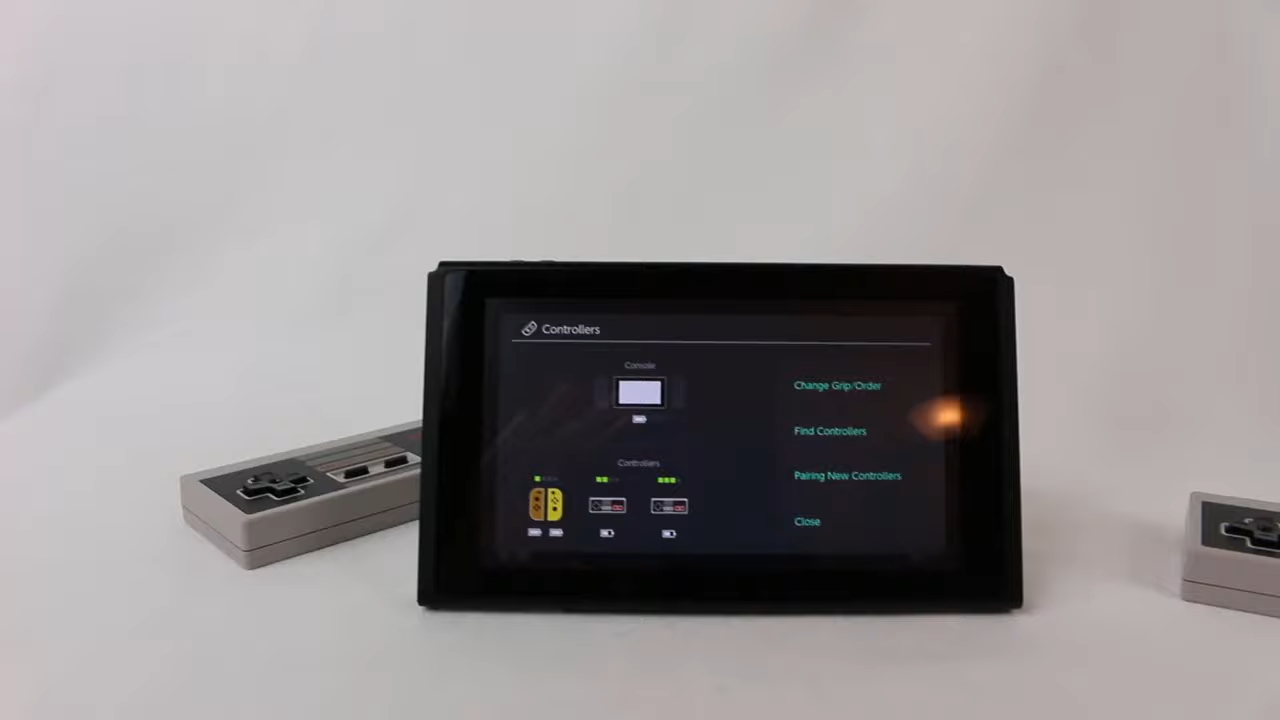 Controllers
Console
Controllers
Change Grip/Order
Find Controllers
Pairing New Controllers
Close